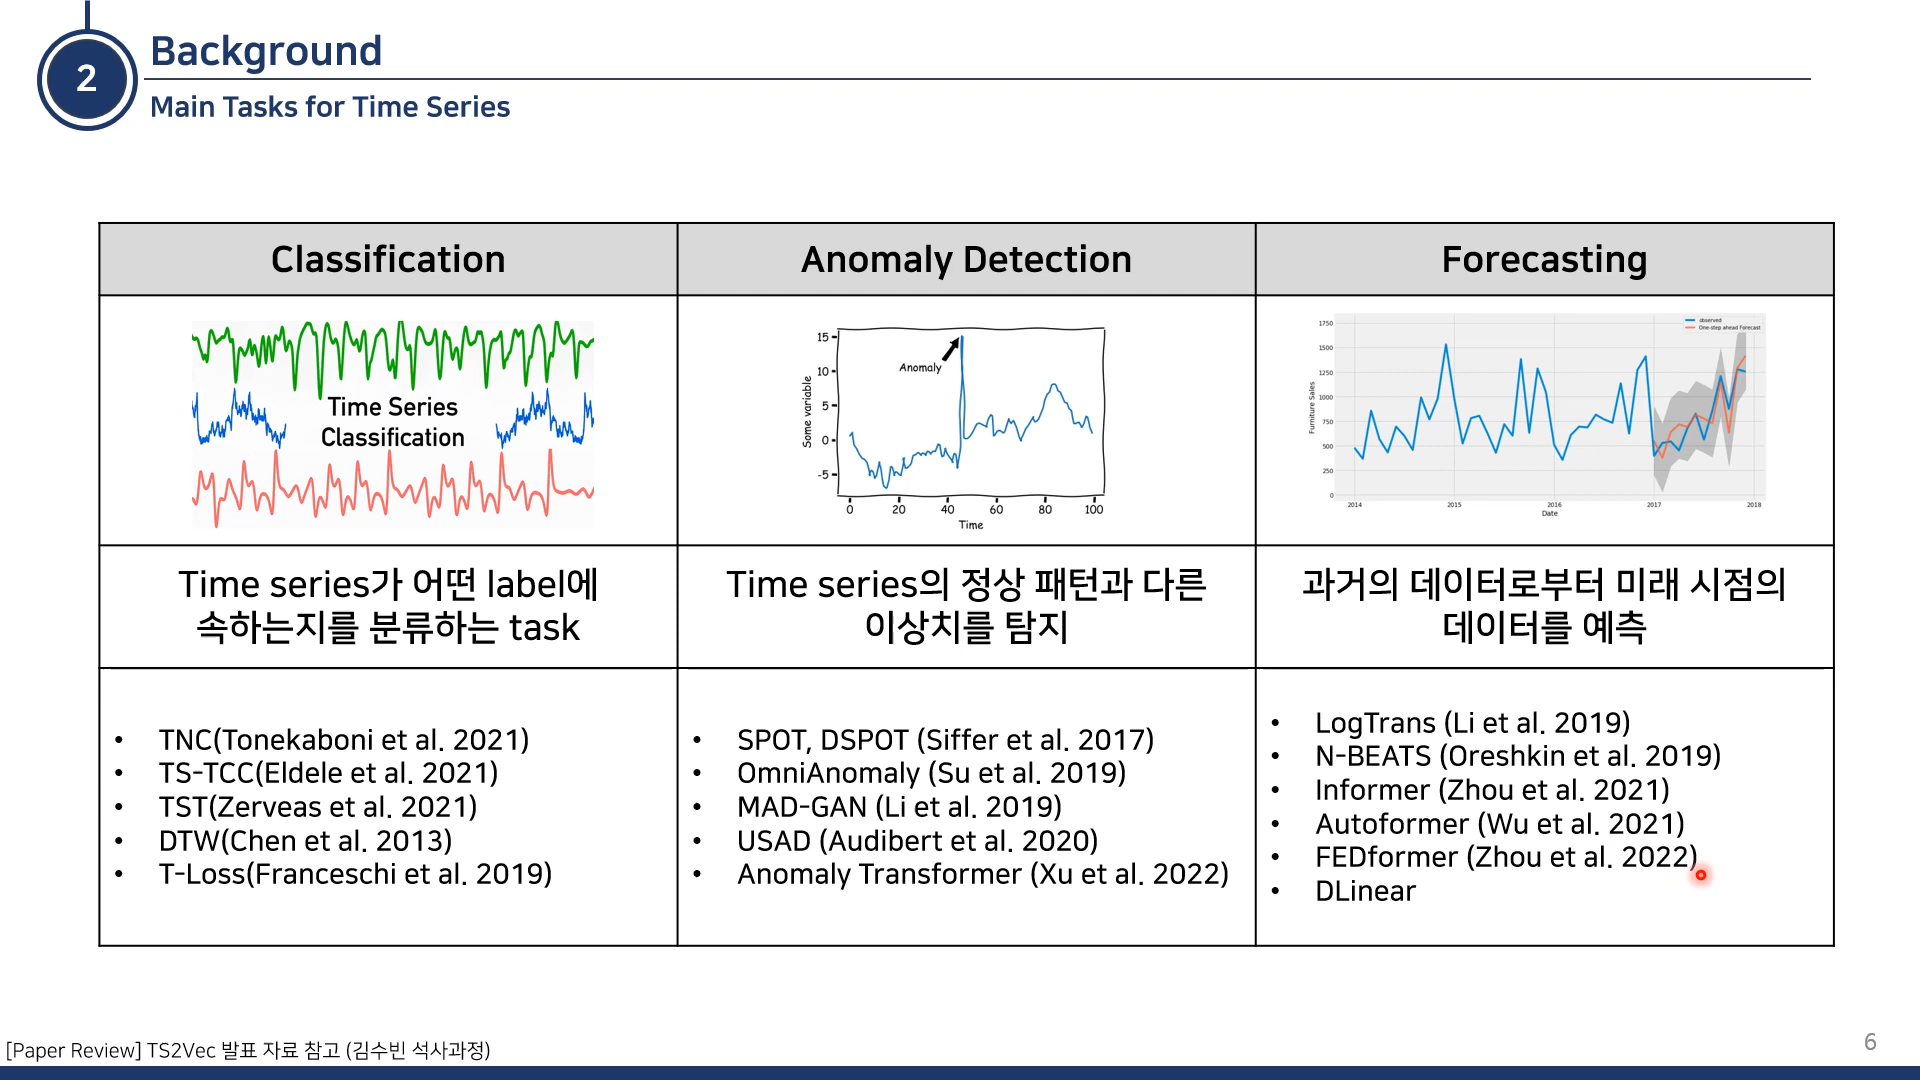 2
Background
Main Tasks for Time Series
Classification
Anomaly Detection
Forecasting
Time Series
Classification
15
10
5
0
-5
Some variable
Anomaly
0 20 40 60 80 100
Time
1750
1500
1250
1000
750
500
250
0
Furniture Sales
observed
One-step ahead Forecast
2014 2015 2016 2017 2018
Date
Time series가 어떤 label에
속하는지를 분류하는 task
Time series의 정상 패턴과 다른
이상치를 탐지
과거의 데이터로부터 미래 시점의
데이터를 예측
• TNC(Tonekaboni et al. 2021)
• TS-TCC(Eldele et al. 2021)
• TST(Zerveas et al. 2021)
• DTW(Chen et al. 2013)
• T-Loss(Franceschi et al. 2019)
• SPOT, DSPOT (Siffer et al. 2017)
• OmniAnomaly (Su et al. 2019)
• MAD-GAN (Li et al. 2019)
• USAD (Audibert et al. 2020)
• Anomaly Transformer (Xu et al. 2022)
• LogTrans (Li et al. 2019)
• N-BEATS (Oreshkin et al. 2019)
• Informer (Zhou et al. 2021)
• Autoformer (Wu et al. 2021)
• FEDformer (Zhou et al. 2022)
• DLinear
[Paper Review] TS2Vec 발표 자료 참고 (김수빈 석사과정)
6